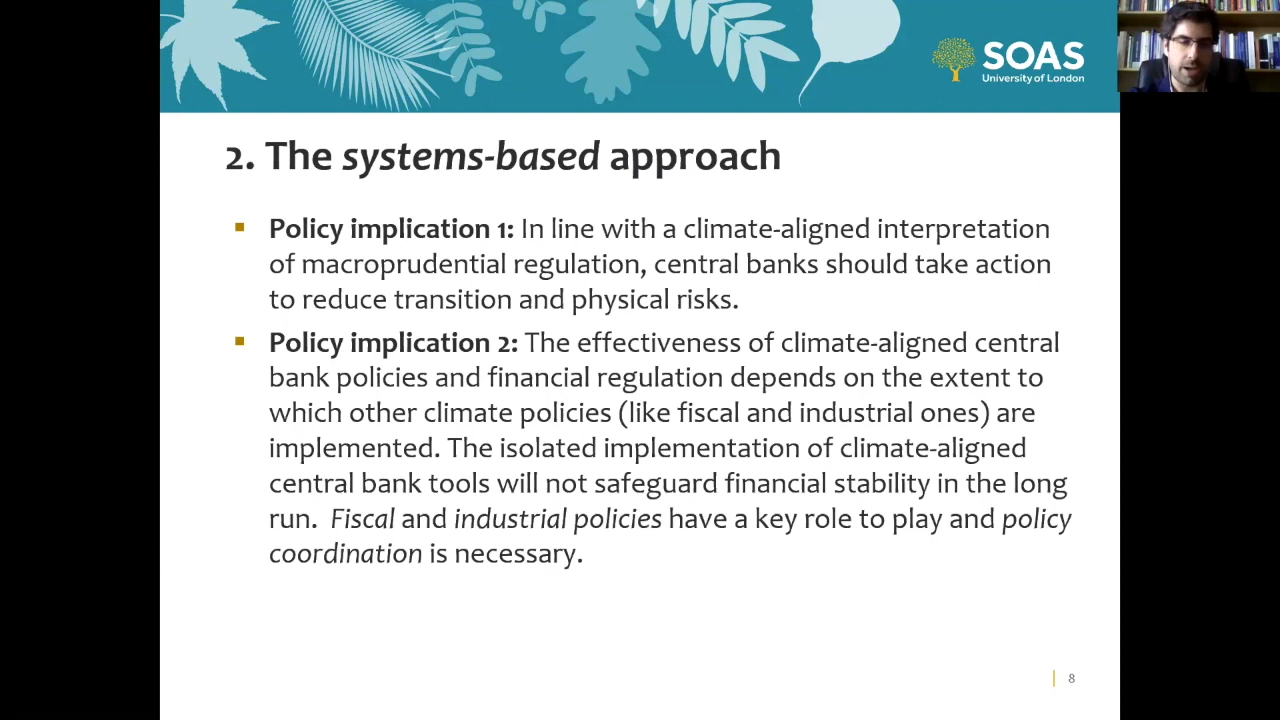 SOAS
University of London
2. The systems-based approach
▪ Policy implication 1: In line with a climate-aligned interpretation
of macroprudential regulation, central banks should take action
to reduce transition and physical risks.
▪ Policy implication 2: The effectiveness of climate-aligned central
bank policies and financial regulation depends on the extent to
which other climate policies (like fiscal and industrial ones) are
implemented. The isolated implementation of climate-aligned
central bank tools will not safeguard financial stability in the long
run. Fiscal and industrial policies have a key role to play and policy
coordination is necessary.
8